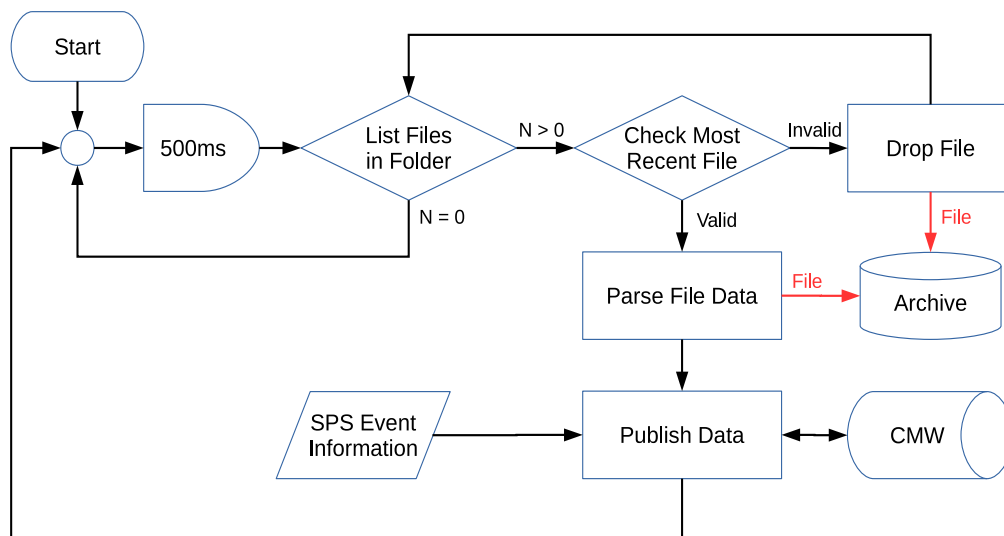 Start
500ms
List Files
in Folder
N > 0
Check Most
Recent File
Invalid
Drop File
N = 0
Valid
File
Parse File Data
File
Archive
SPS Event
Information
Publish Data
CMW